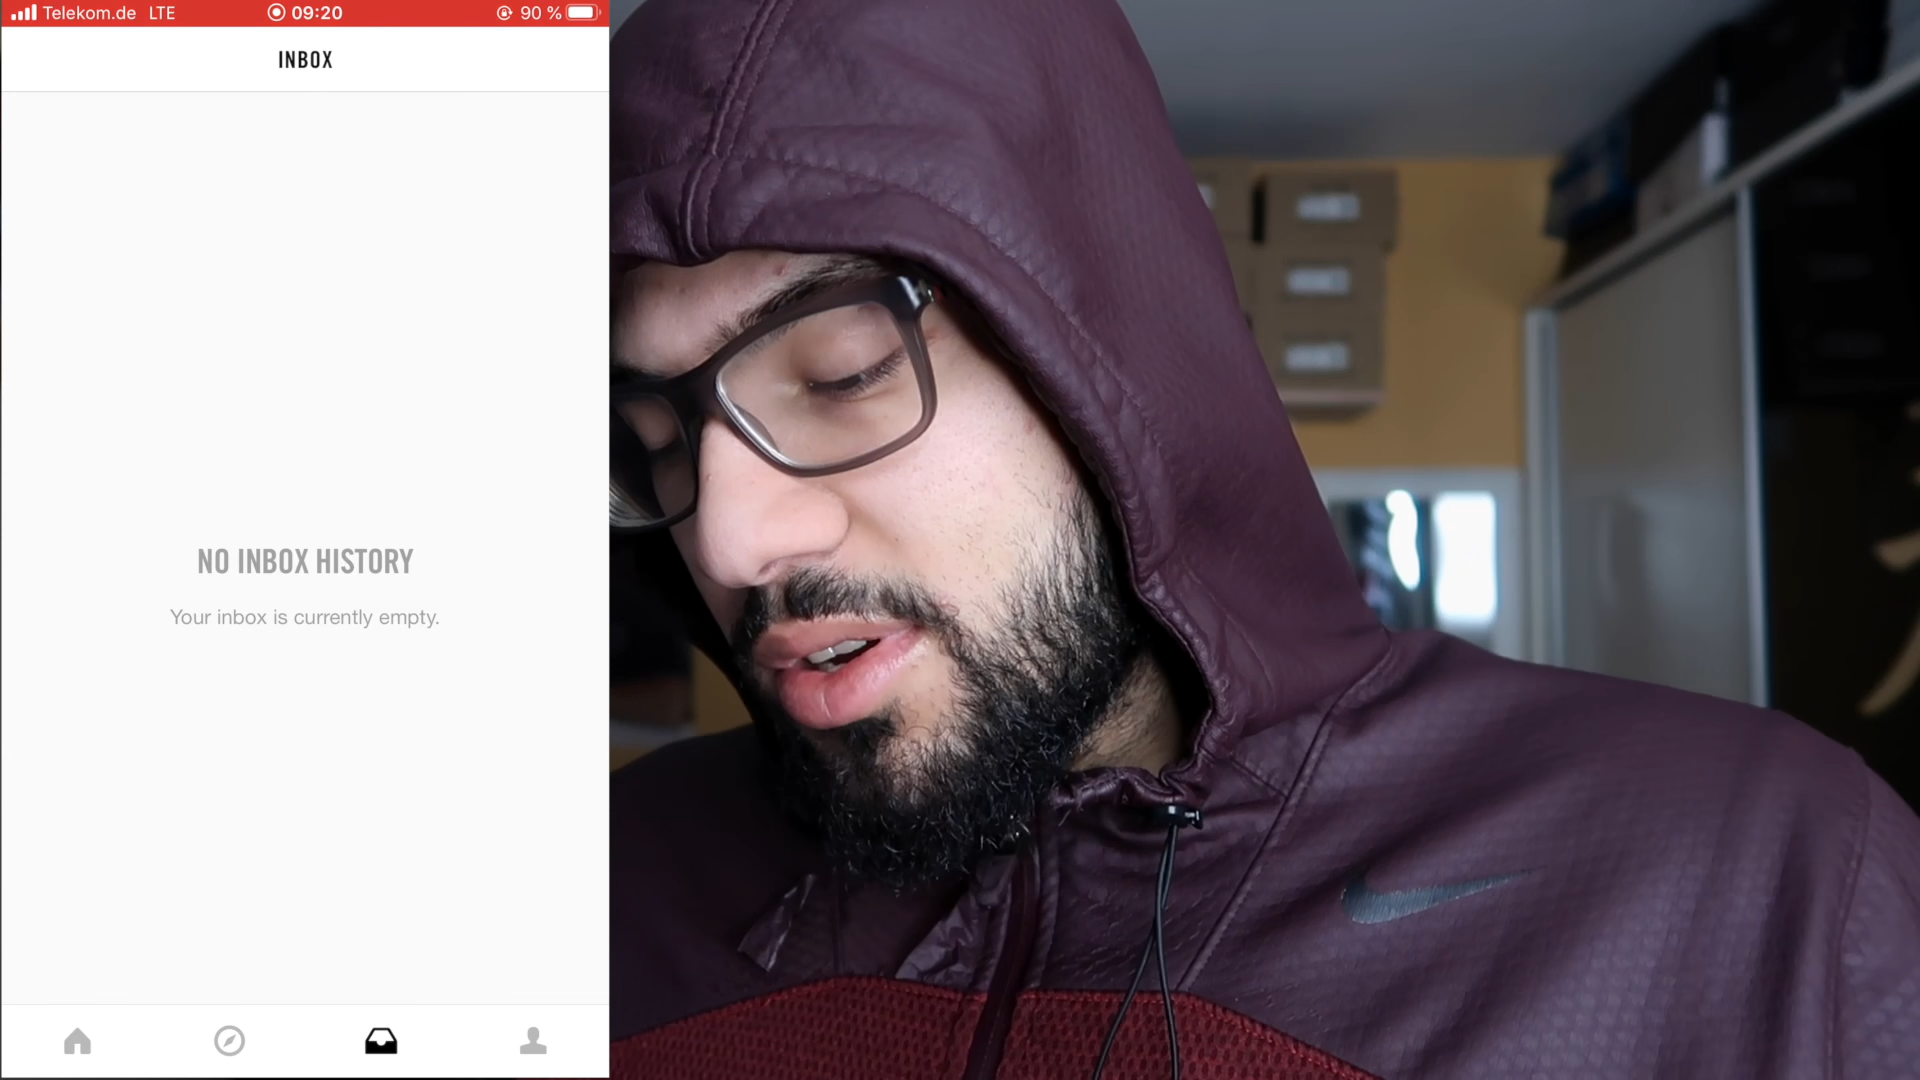 Telekom.de LTE 09:20 90 %
INBOX
NO INBOX HISTORY
Your inbox is currently empty.